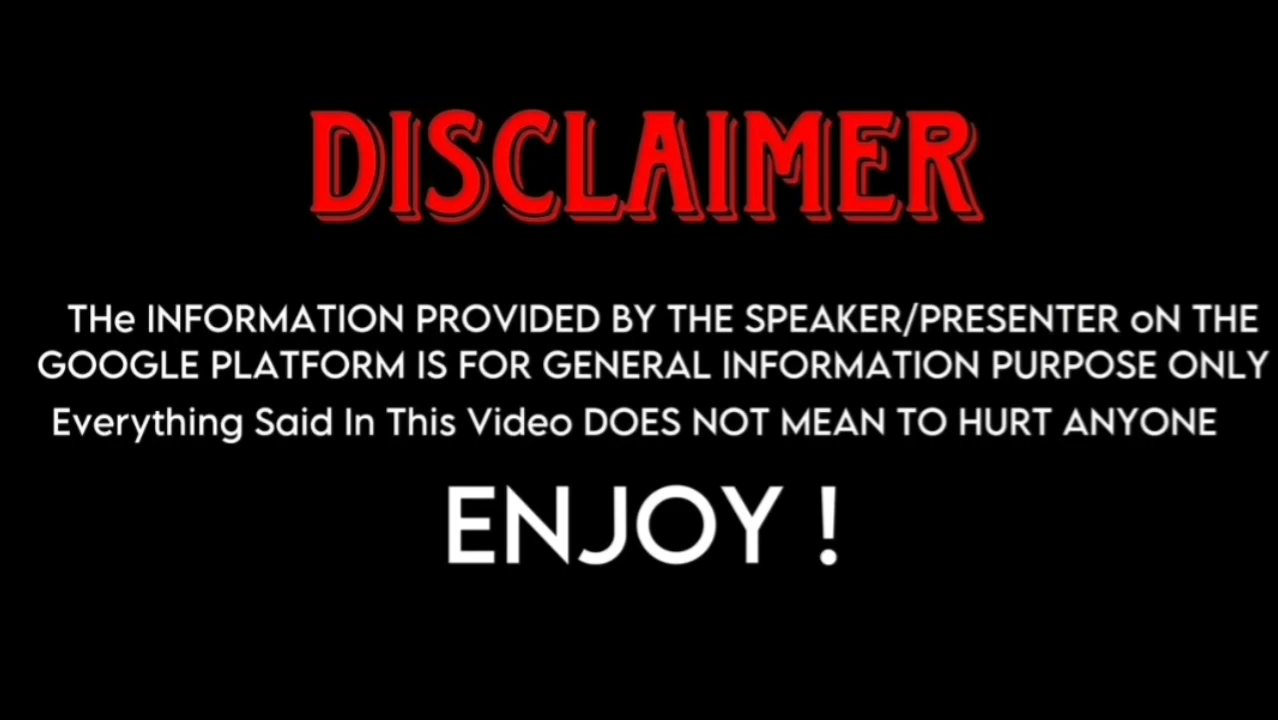 DISCLAIMER
THe INFORMATION PROVIDED BY THE SPEAKER/PRESENTER oN THE
GOOGLE PLATFORM IS FOR GENERAL INFORMATION PURPOSE ONLY
Everything Said In This Video DOES NOT MEAN TO HURT ANYONE
ENJOY !